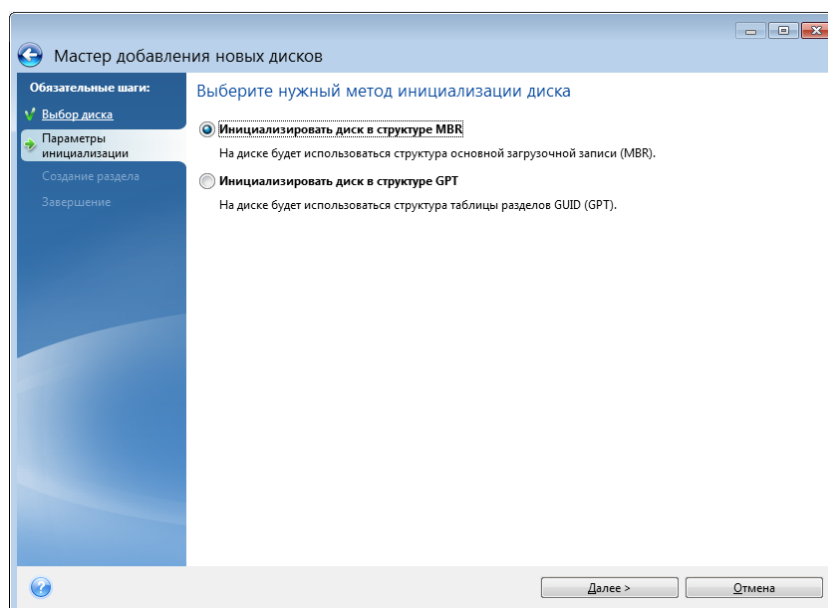 Мастер добавления новых дисков
Обязательные шаги:
Выбор диска
Параметры
инициализации
Создание раздела
Завершение
Выберите нужный метод инициализации диска
Инициализировать диск в структуре MBR
На диске будет использоваться структура основной загрузочной записи (MBR).
Инициализировать диск в структуре GPT
На диске будет использоваться структура таблицы разделов GUID (GPT).
Далее >
Отмена